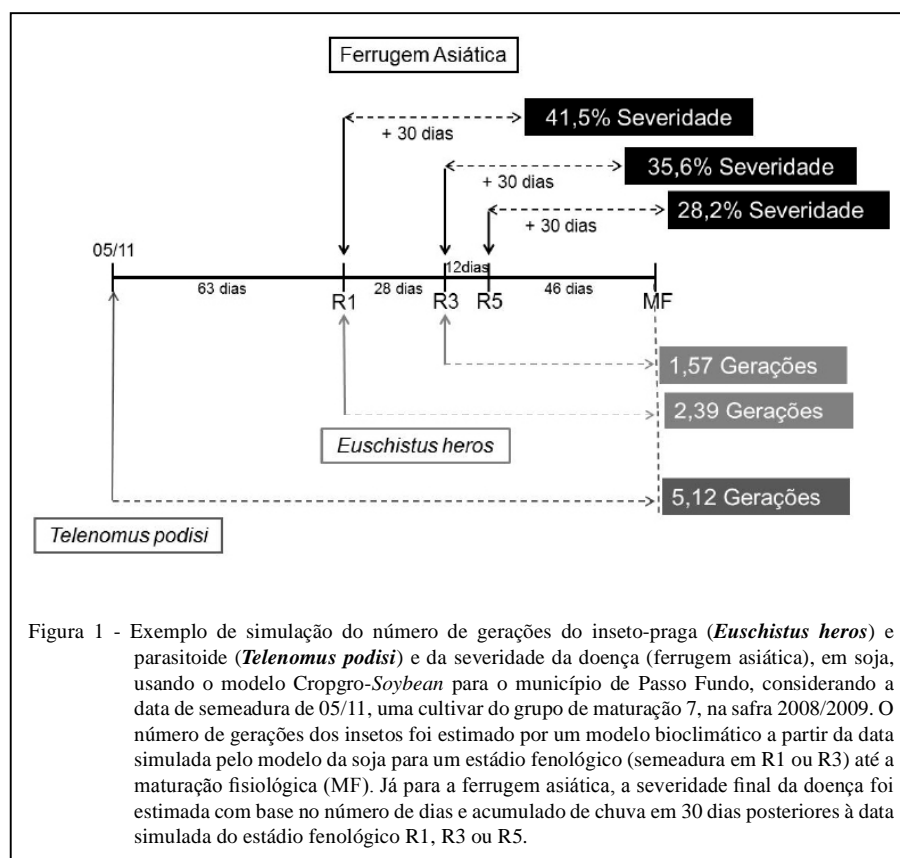 Ferrugem Asiática
41,5% Severidade
+ 30 dias
35,6% Severidade
+ 30 dias
28,2% Severidade
+ 30 dias
05/11
12dias
63 dias
28 dias
46 dias
R1
R3
R5
MF
1,57 Gerações
2,39 Gerações
Euschistus heros
5,12 Gerações
Telenomus podisi
Figura 1 - Exemplo de simulação do número de gerações do inseto-praga (Euschistus heros) e
parasitoide (Telenomus podisi) e da severidade da doença (ferrugem asiática), em soja,
usando o modelo Cropgro-Soybean para o município de Passo Fundo, considerando a
data de semeadura de 05/11, uma cultivar do grupo de maturação 7, na safra 2008/2009. O
número de gerações dos insetos foi estimado por um modelo bioclimático a partir da data
simulada pelo modelo da soja para um estádio fenológico (semeadura em R1 ou R3) até a
maturação fisiológica (MF). Já para a ferrugem asiática, a severidade final da doença foi
estimada com base no número de dias e acumulado de chuva em 30 dias posteriores à data
simulada do estádio fenológico R1, R3 ou R5.